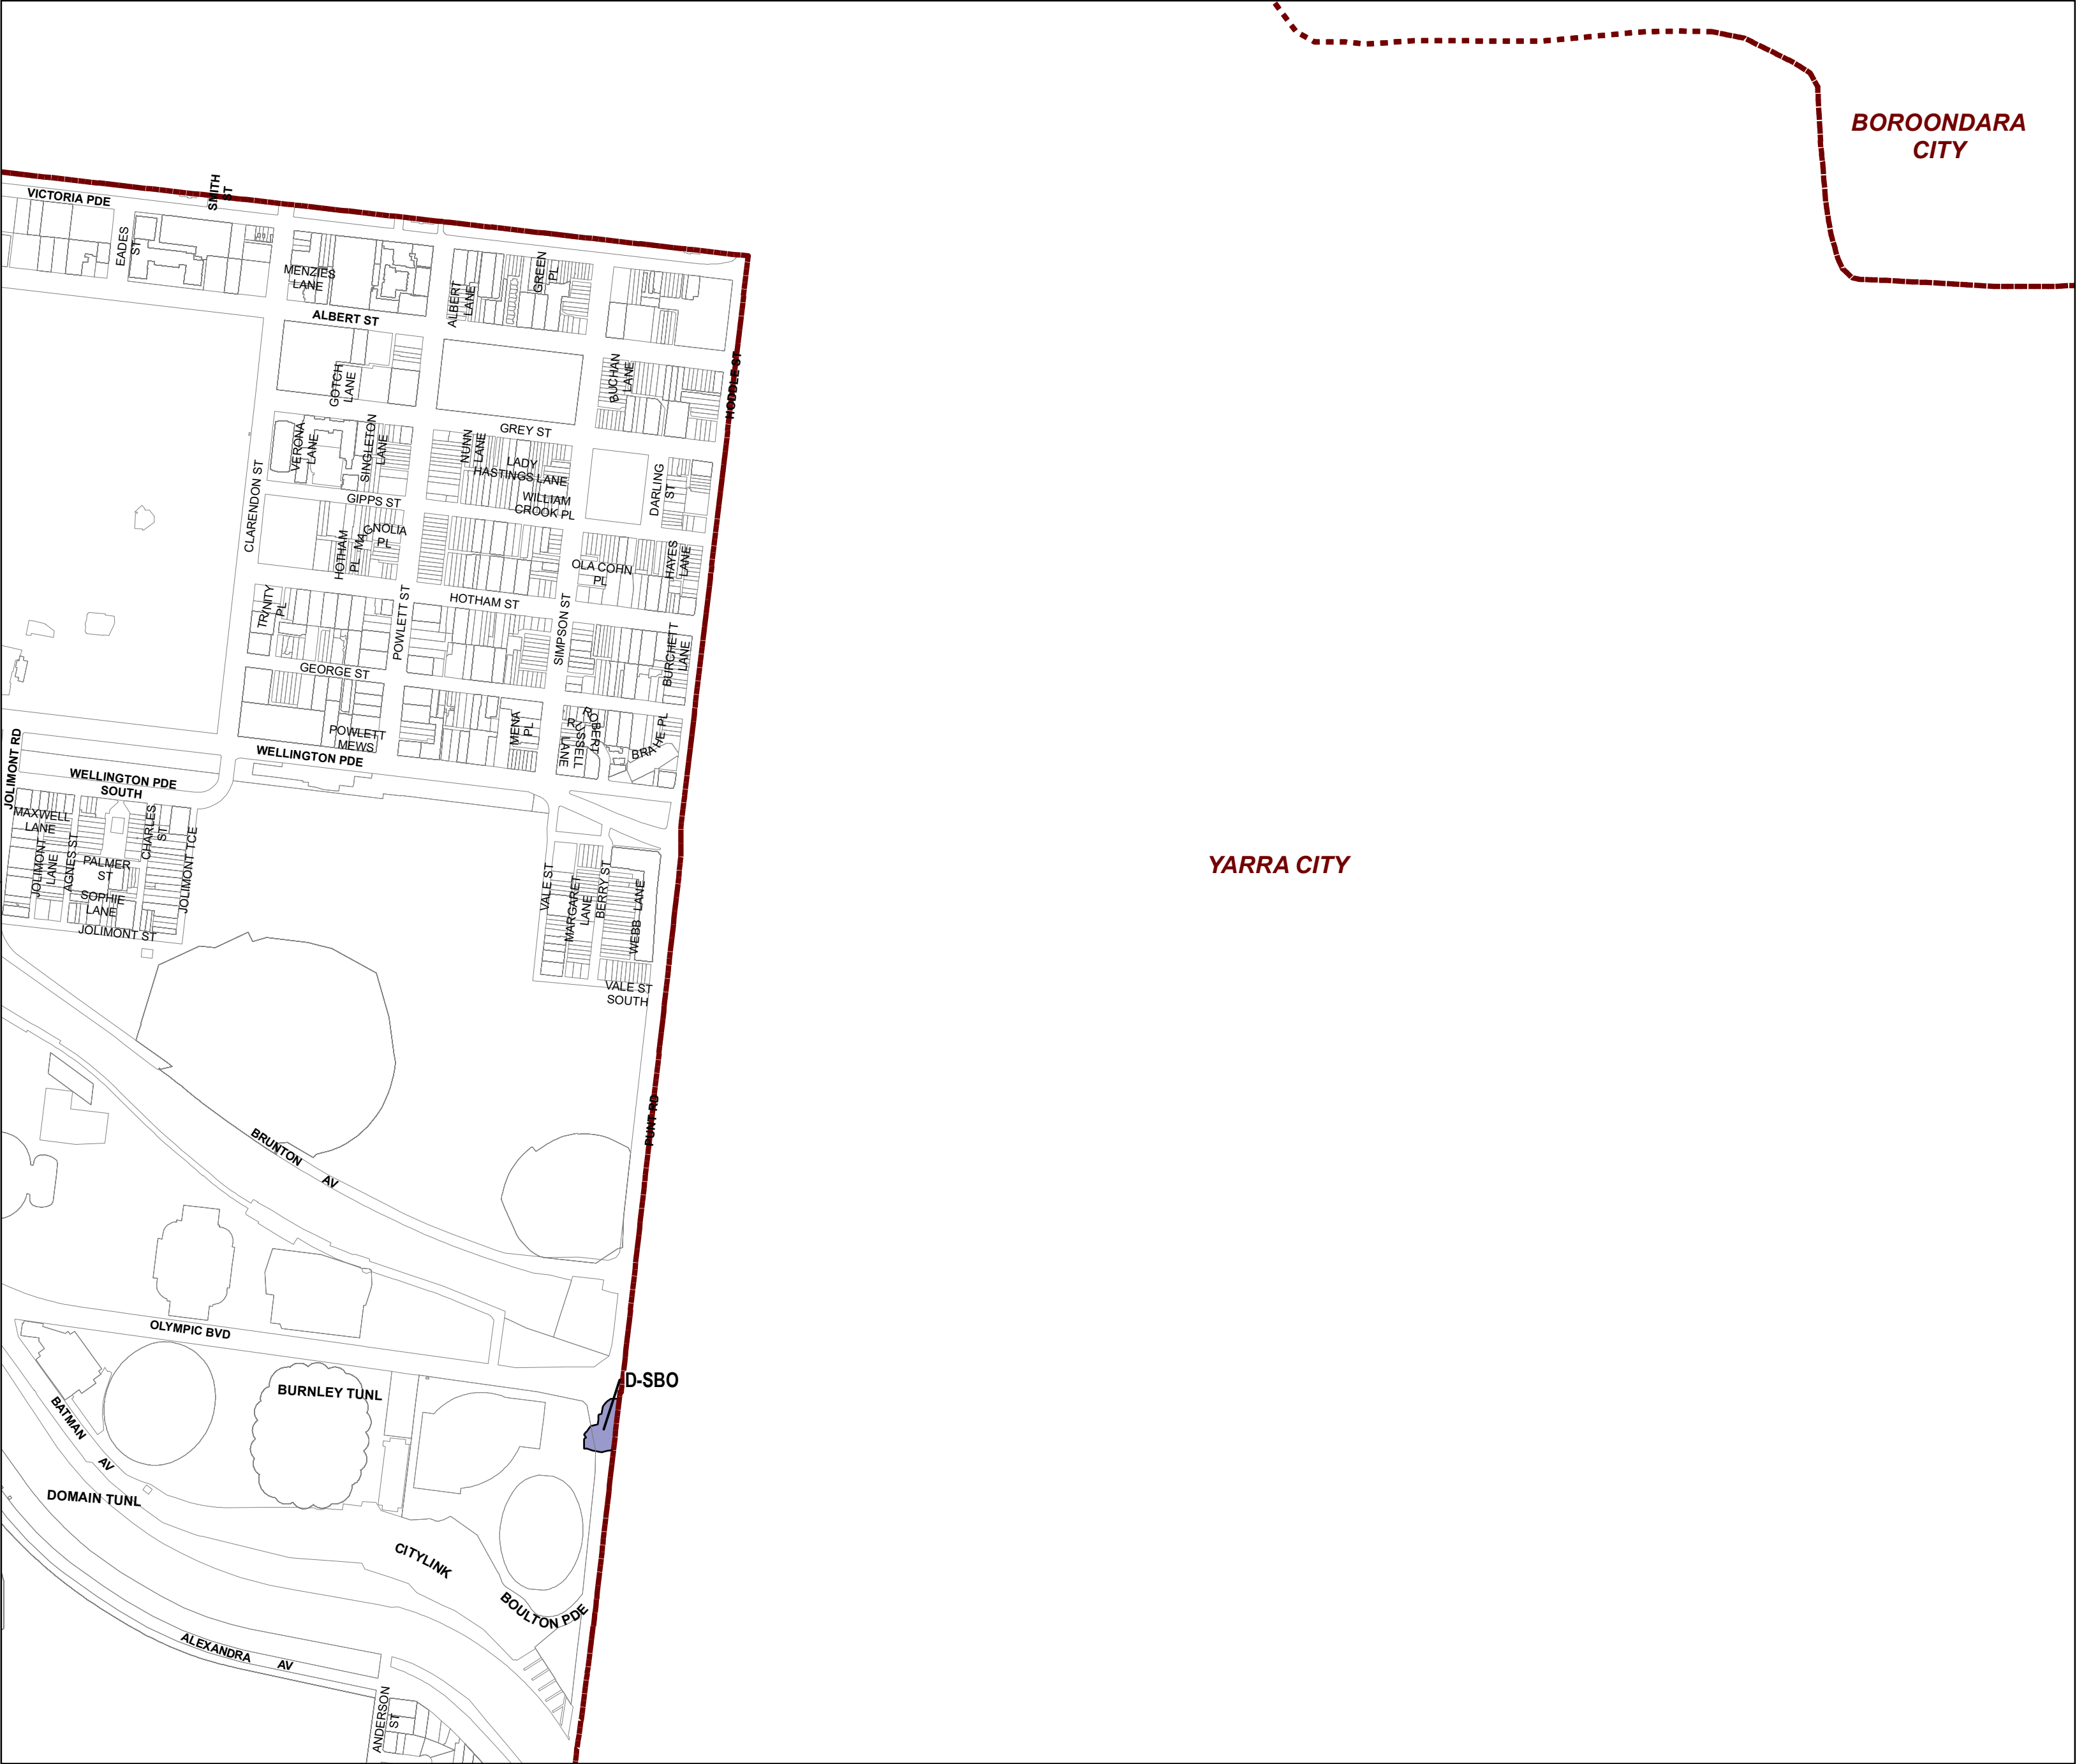 BOROONDARA
CITY
SMITH
ST
VICTORIA PDE
EADES
ST
MENZIES
LANE
ALBERT
LANE
GREEN
PL
ALBERT ST
HODDLE ST
GOTCH
LANE
BUCHAN
LANE
GREY ST
VERONA
LANE
SINGLETON
LANE
NUNN
LANE
LADY
HASTINGS LANE
WILLIAM
CROOK PL
DARLING
ST
CLARENDON ST
GIPPS ST
HOTHAM
PL
MAGNOLIA
PL
OLA COHN
PL
HAYES
LANE
TRINITY
PL
POWLETT ST
HOTHAM ST
SIMPSON ST
BURCHETT
LANE
GEORGE ST
POWLETT
MEWS
MENA
PL
RUSSELL
LANE
ROBERT
BRAHE PL
JOLIMONT RD
WELLINGTON PDE
WELLINGTON PDE
SOUTH
MAXWELL
LANE
CHARLES
ST
JOLIMONT
LANE
AGNES ST
PALMER
ST
JOLIMONT TCE
SOPHIE
LANE
JOLIMONT ST
VALE ST
MARGARET
LANE
BERRY ST
WEBB LANE
VALE ST
SOUTH
YARRA CITY
PUNT RD
BRUNTON AV
OLYMPIC BVD
BURNLEY TUNL
D-SBO
BATMAN AV
DOMAIN TUNL
CITYLINK
BOULTON PDE
ALEXANDRA AV
ANDERSON
ST